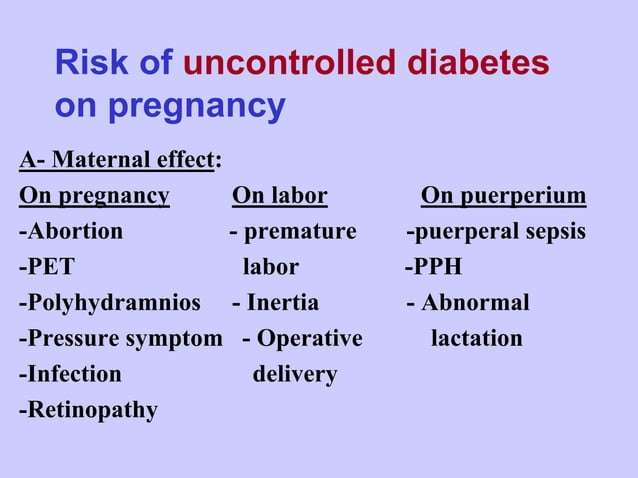 Risk of uncontrolled diabetes
on pregnancy
A- Maternal effect:
On pregnancy On labor On puerperium
-Abortion - premature -puerperal sepsis
-PET labor -PPH
-Polyhydramnios - Inertia - Abnormal
-Pressure symptom - Operative lactation
-Infection delivery
-Retinopathy